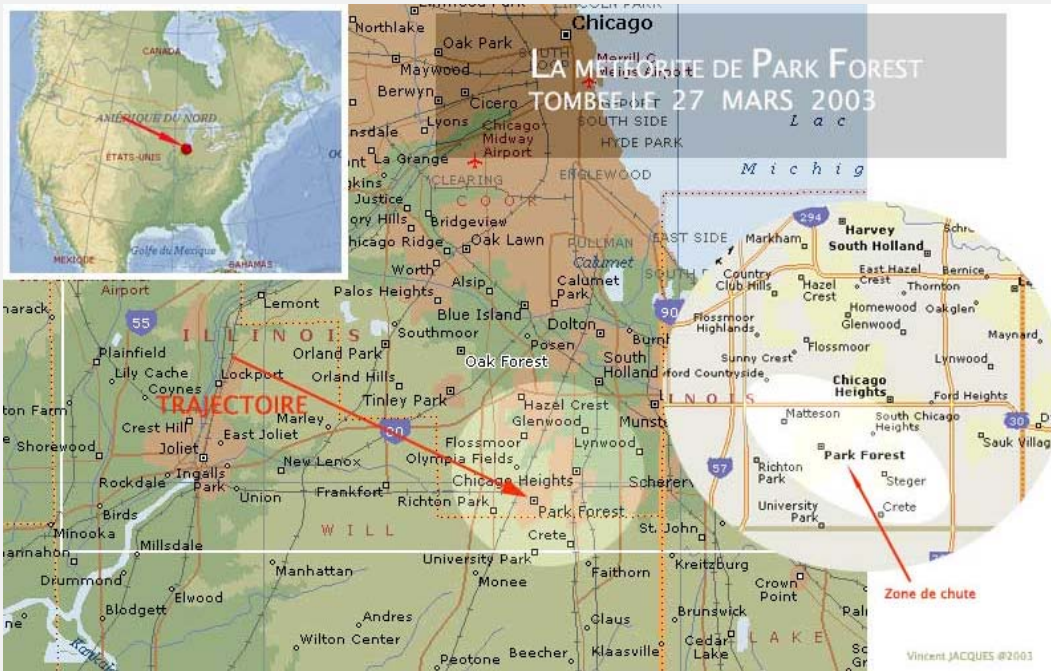 LA MÉTÉORITE DE PARK FOREST
TOMBÉE LE 27 MARS 2003
CANADA
AMÉRIQUE DU NORD
ÉTATS-UNIS
Golfe du Mexique
MEXIQUE
BAHAMAS
LINCOLN PARK
Northlake
Chicago
Oak Park
Maywood
Merrill C
Meigs Airport
Berwyn
Cicero
Lyons
SOUTH SIDE
HYDE PARK
Lac
Chicago
Midway
Airport
La Grange
CLEARING
ENGLEWOOD
Michig
Justice
COOK
Bridgeview
Oak Lawn
PULLMAN
EAST SIDE
Calumet
Worth
Alsip
Calumet
Park
Palos Heights
Airport
Lemont
Blue Island
55
ILLINOIS
Southmoor
Dolton
90
Orland Park
Oak Forest
Posen
Plainfield
Lily Cache
Lockport
South
Holland
Coynes
Orland Hills
Tinley Park
TRAJECTOIRE
Hazel Crest
Crest Hill
Marley
80
Glenwood
East Joliet
Flossmoor
Lynwood
Shorewood
Joliet
New Lenox
Olympia Fields
Ingalls
Park
Chicago Heights
Rockdale
Union
Frankfort
Richton Park
Park Forest
Birds
WILL
Minooka
Crete
St. John
Millsdale
University Park
Kreitzburg
Manhattan
Monee
Faithorn
Drummond
Elwood
Crown
Point
Blodgett
Andres
Claus
Brunswick
Wilton Center
Cedar
Lake
LAKE
Peotone
Beecher
Klaasville
294
Harvey
Markham
South Holland
Country
Club Hills
Hazel
Crest
East Hazel
Crest
Bernice
Thornton
Homewood
Oakglen
Flossmoor
Highlands
Glenwood
Maynard
Flossmoor
Sunny Crest
Lynwood
Chicago
Heights
Ford Heights
Matteson
South Chicago
Heights
30
Park Forest
Sauk Villag
57
Richton
Park
Steger
University
Park
Crete
Zone de chute
Vincent JACQUES @2003